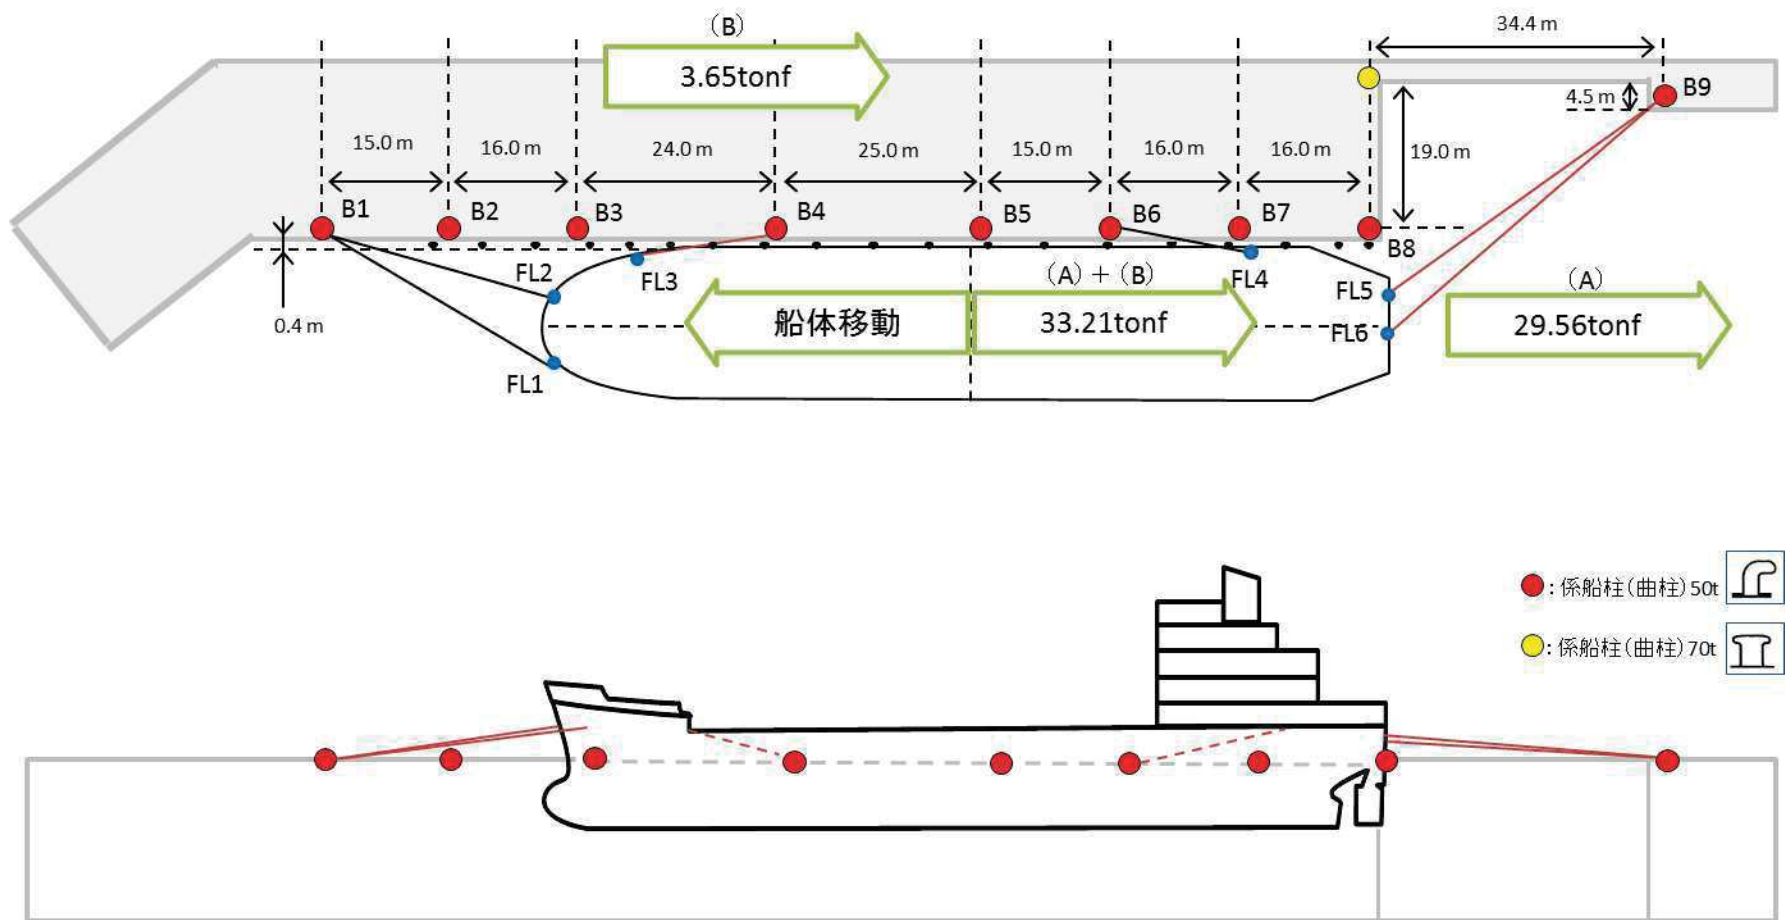 (B)
3.65tonf
34.4 m
B9
4.5 m
15.0 m
16.0 m
24.0 m
25.0 m
15.0 m
16.0 m
16.0 m
19.0 m
B1
B2
B3
B4
B5
B6
B7
B8
FL2
FL3
(A)+(B)
FL4
FL5
(A)
0.4 m
船体移動
33.21tonf
FL6
29.56tonf
FL1
:係船柱(曲柱)50t
:係船柱(曲柱)70t